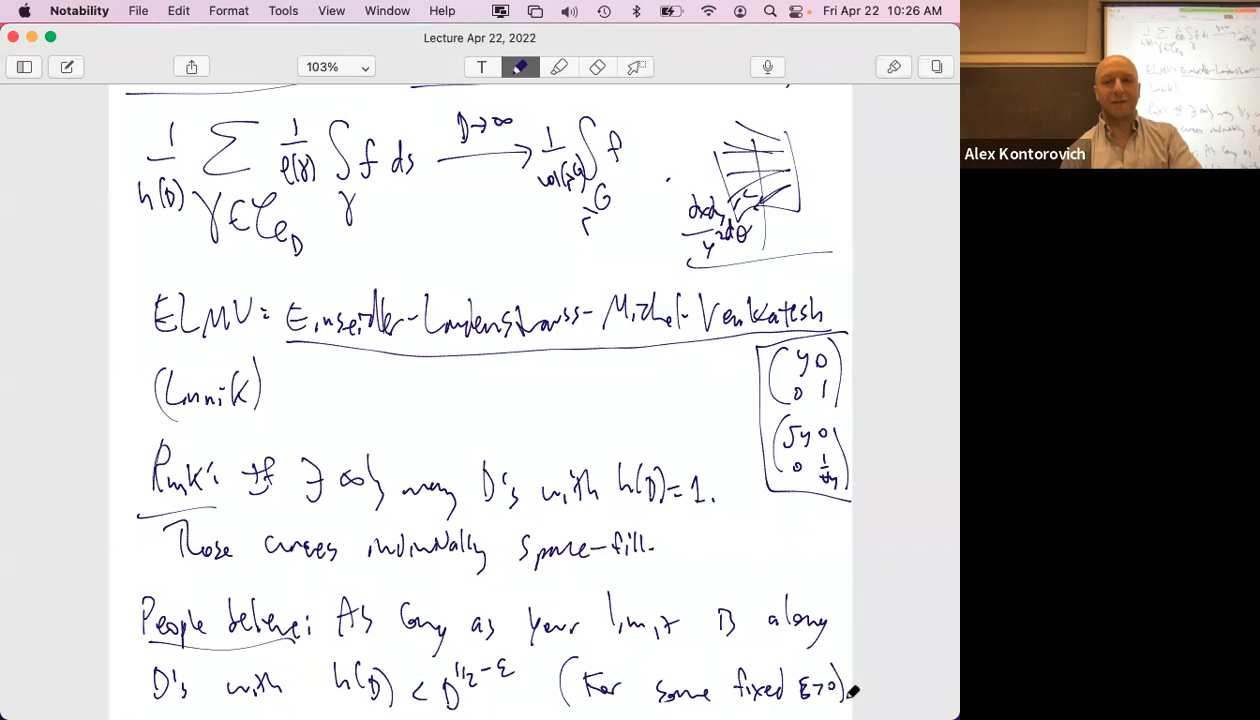 Notability File Edit Format Tools View Window Help Fri Apr 22 10:26 AM
Lecture Apr 22, 2022
103% T
1/h(D) Σ_{γ∈𝒞ℓ_D} 1/ℓ(γ) ∫_γ f ds → (D→∞) 1/vol(Γ\G) ∫_{Γ\G} f
dxdy/y² dθ
ELMV= Einseidler-Lindenstrauss-Michel-Venkatesh
(y 0
0 1)
(Linnik)
(√y 0
0 1/√y)
Rmk: If ∃ ∞ly many D's with h(D)=1.
Those curves individually space-fill.
People believe: As long as your limit is along
D's with h(D) < D^{1/2-ε} (For some fixed ε>0),
Alex Kontorovich